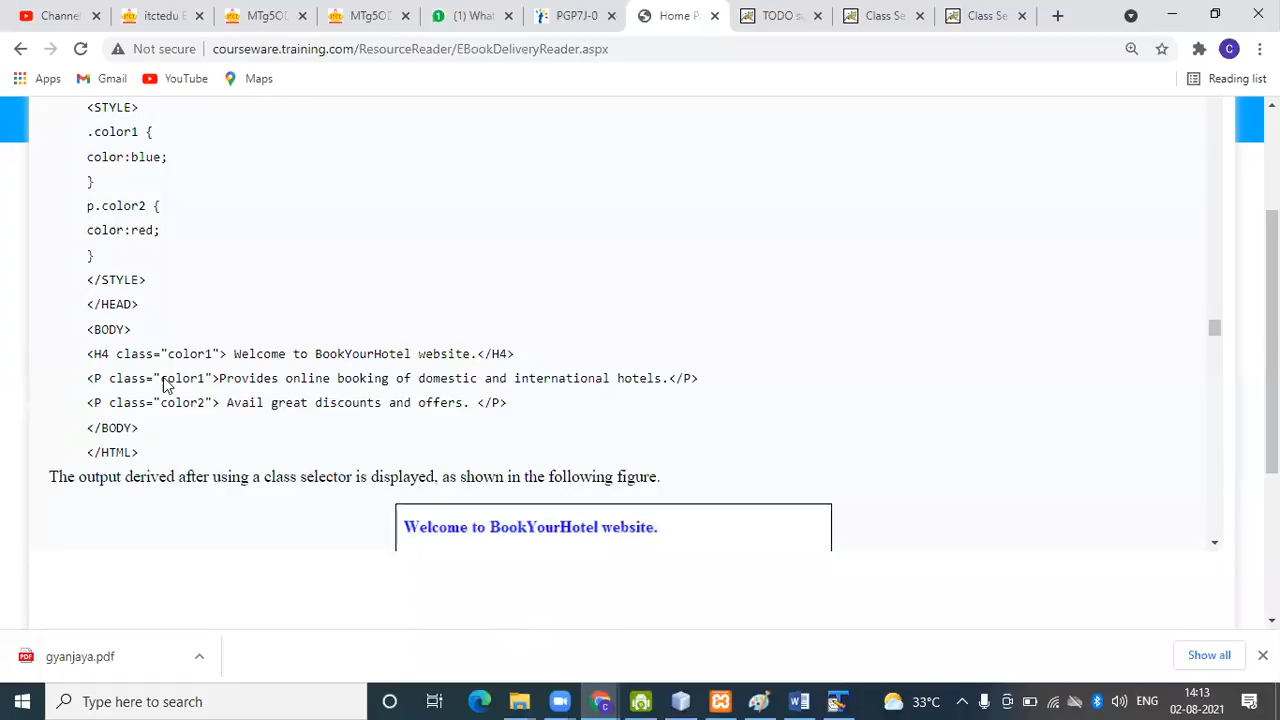 Channel
itctedu E
MTg5OD
MTg5OD
(1) What
PGP7J-0
Home P
TODO su
Class Se
Class Se
Not secure
courseware.training.com/ResourceReader/EBookDeliveryReader.aspx
C
Apps
Gmail
YouTube
Maps
Reading list
<STYLE>
.color1 {
color:blue;
}
p.color2 {
color:red;
}
</STYLE>
</HEAD>
<BODY>
<H4 class="color1"> Welcome to BookYourHotel website.</H4>
<P class="color1">Provides online booking of domestic and international hotels.</P>
<P class="color2"> Avail great discounts and offers. </P>
</BODY>
</HTML>
The output derived after using a class selector is displayed, as shown in the following figure.
Welcome to BookYourHotel website.
gyanjaya.pdf
Show all
Type here to search
33°C
ENG
14:13
02-08-2021